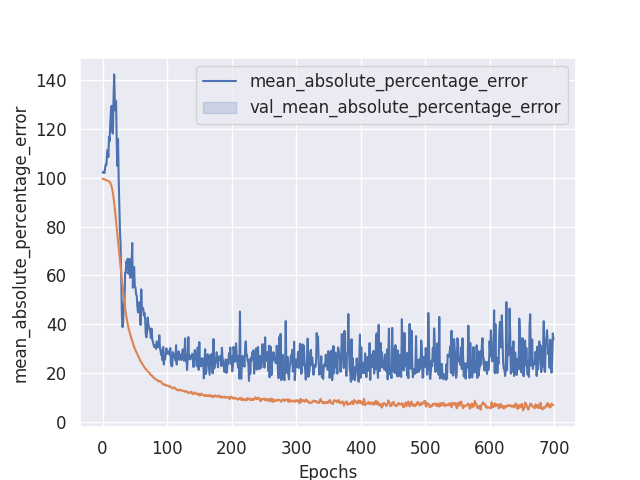 mean_absolute_percentage_error
val_mean_absolute_percentage_error
mean_absolute_percentage_error
140
120
100
80
60
40
20
0
0 100 200 300 400 500 600 700
Epochs